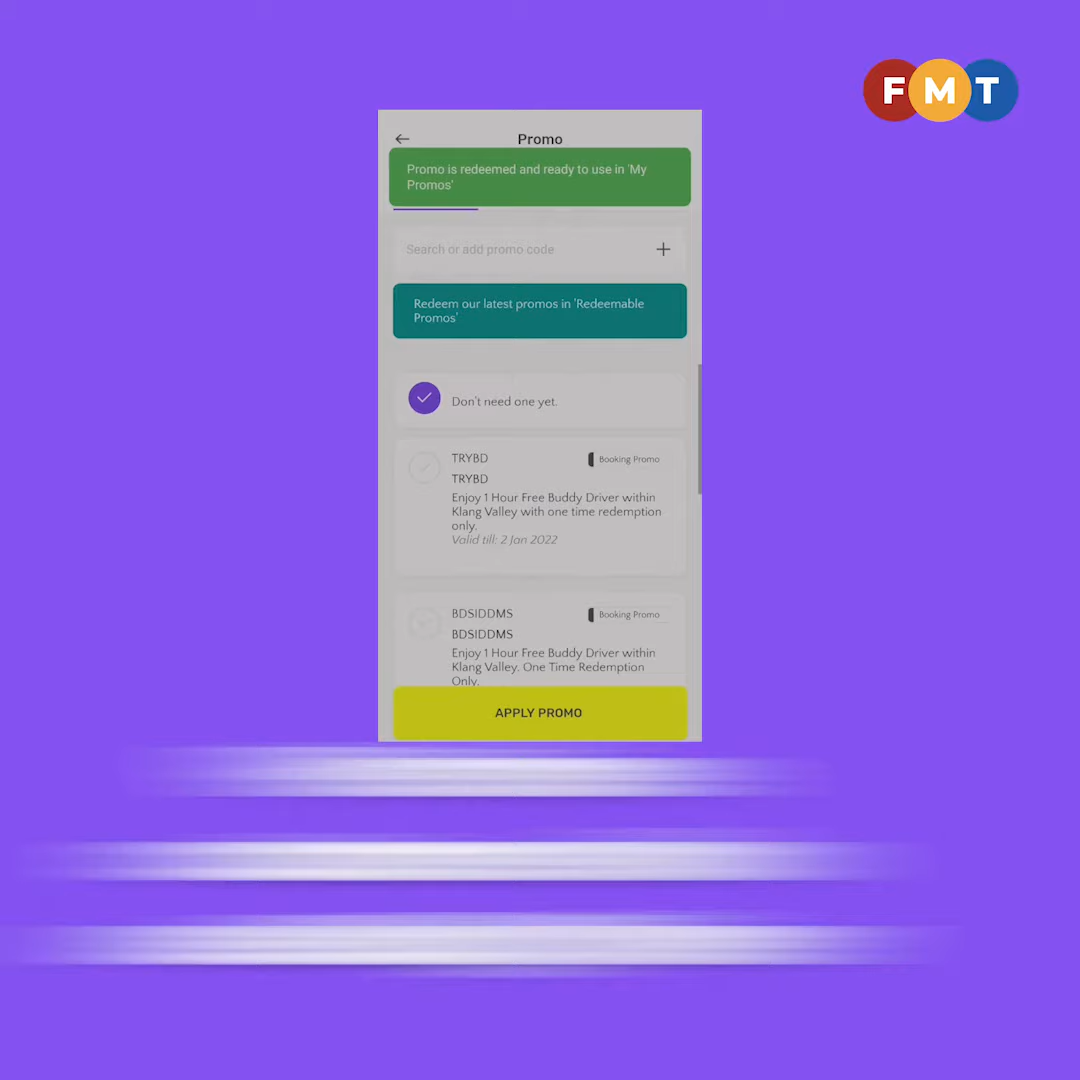 FMT
Promo
Promo is redeemed and ready to use in 'My
Promos'
Search or add promo code
Redeem our latest promos in 'Redeemable
Promos'
Don't need one yet.
TRYBD
Booking Promo
TRYBD
Enjoy 1 Hour Free Buddy Driver within
Klang Valley with one time redemption
only.
Valid till: 2 Jan 2022
BDSIDDMS
Booking Promo
BDSIDDMS
Enjoy 1 Hour Free Buddy Driver within
Klang Valley. One Time Redemption
Only.
APPLY PROMO